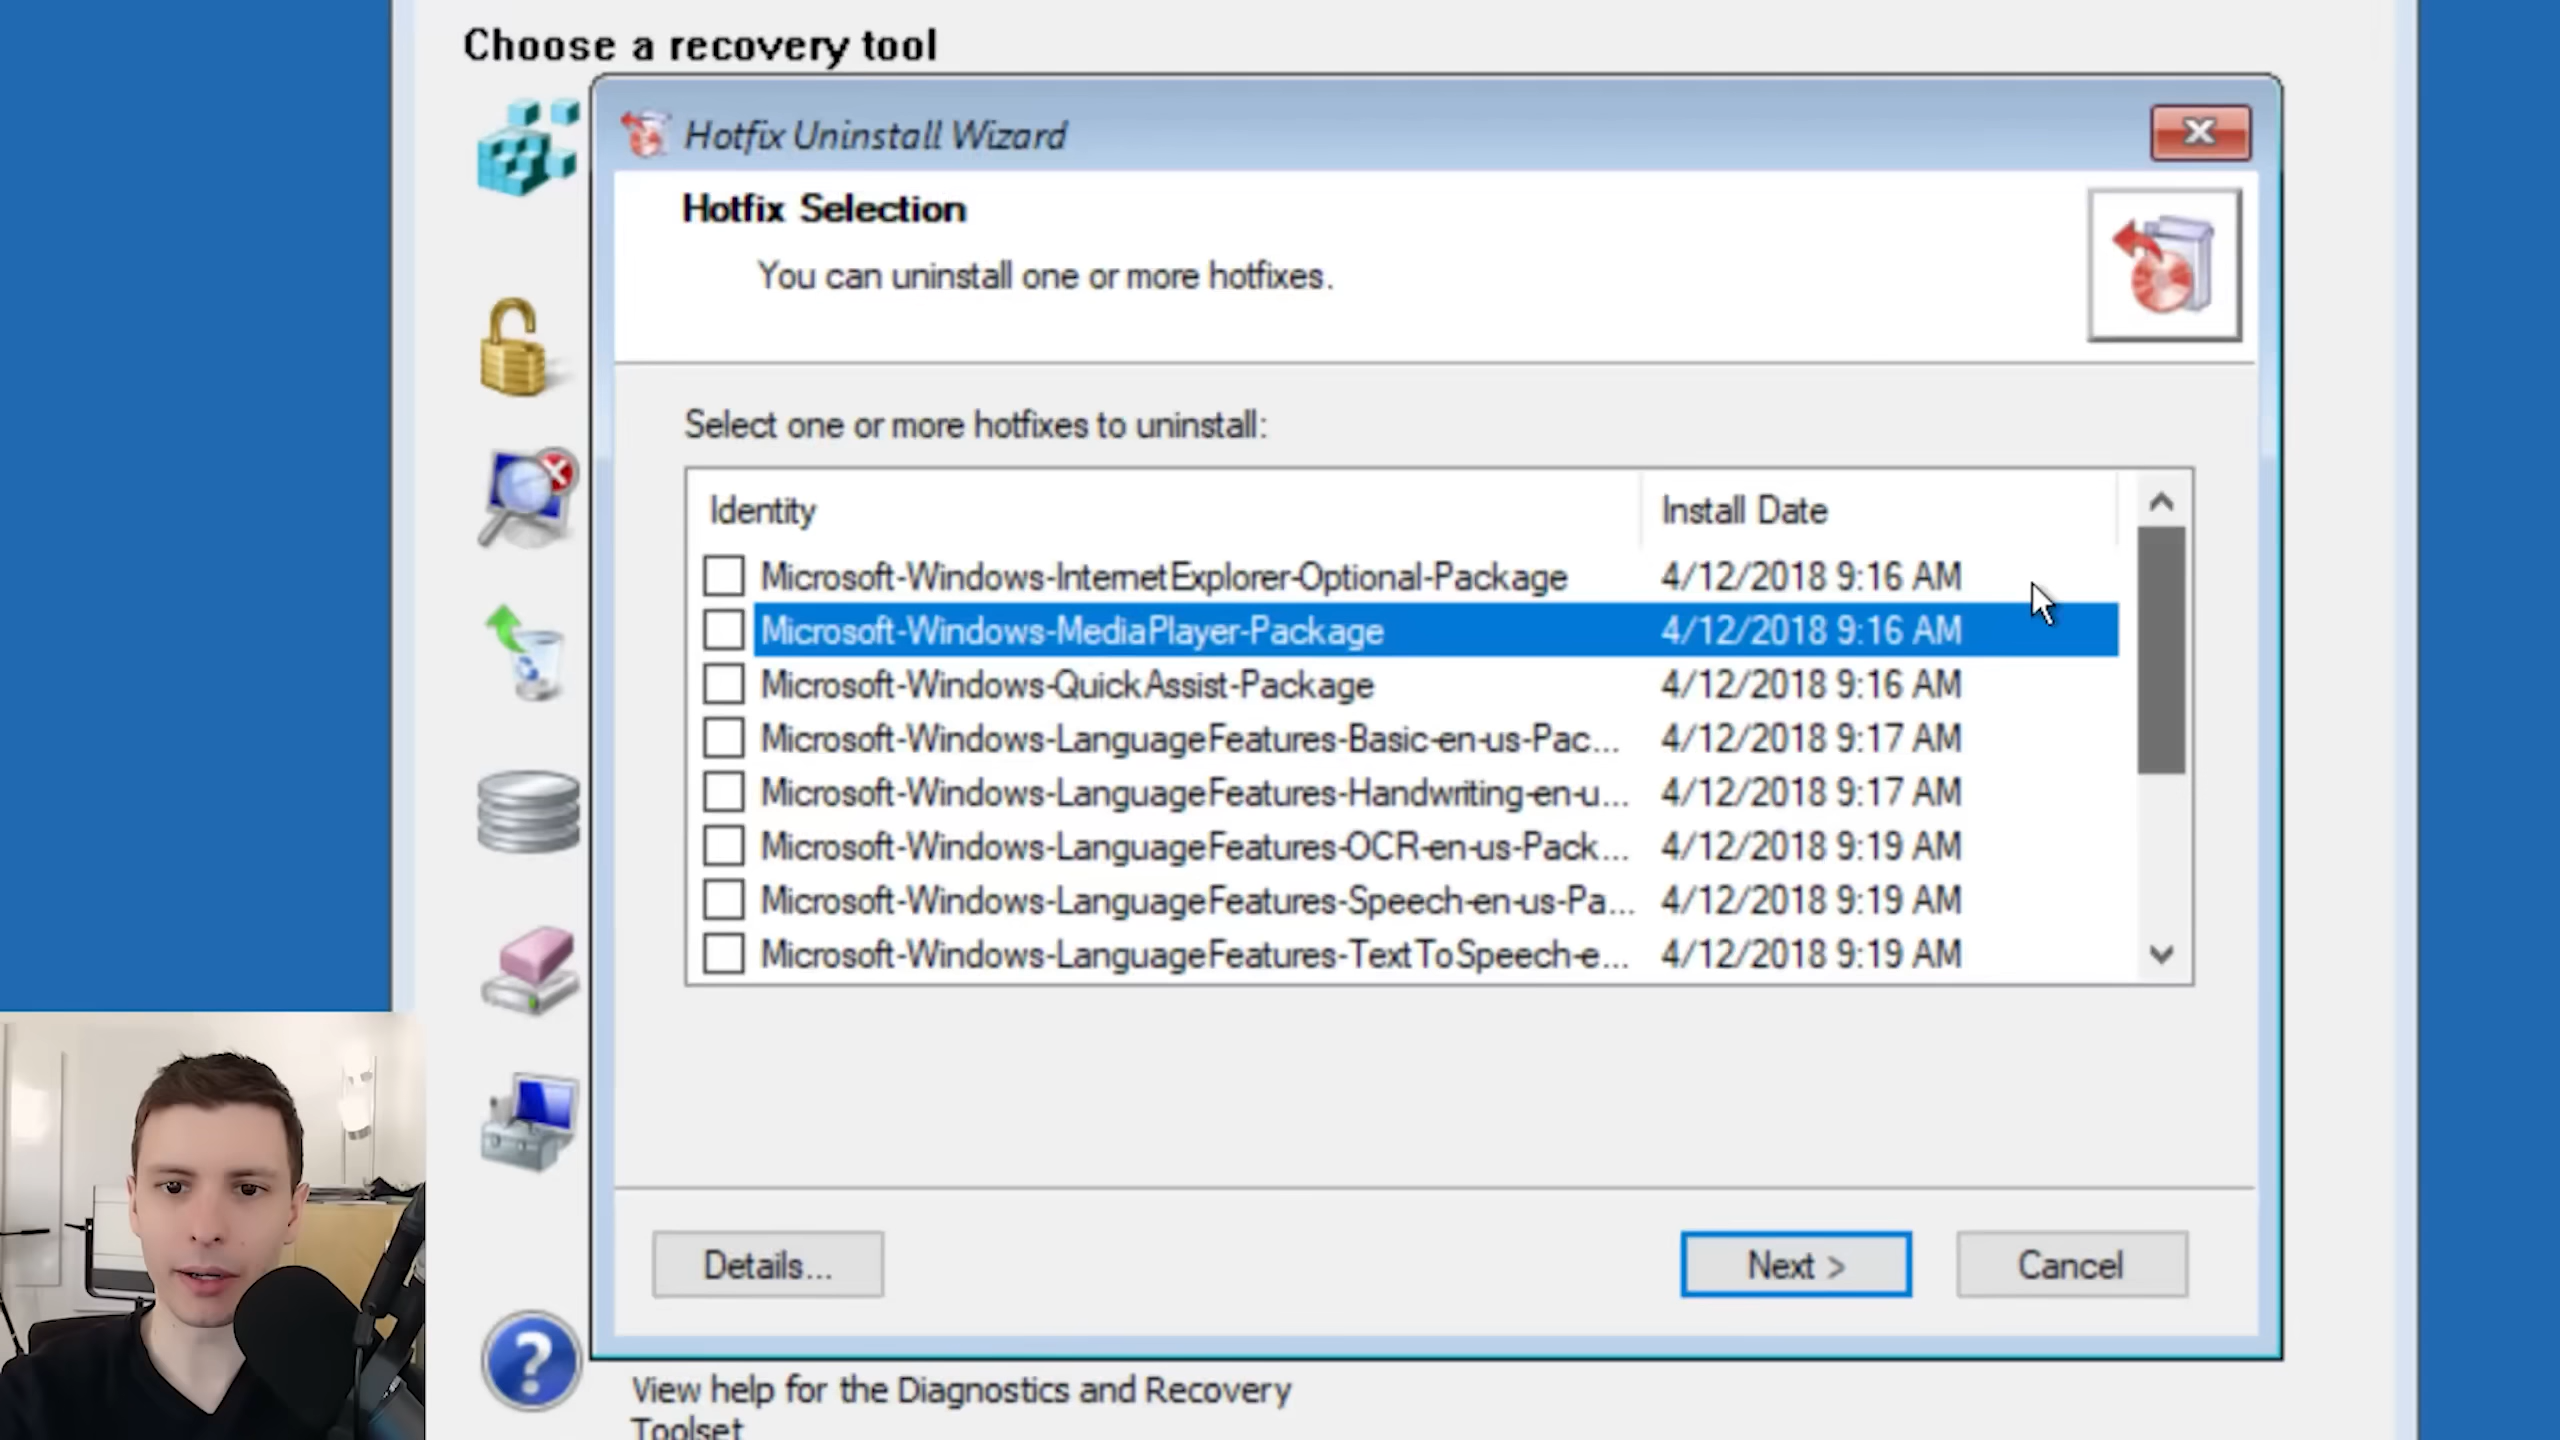 Choose a recovery tool
Hotfix Uninstall Wizard
Hotfix Selection
You can uninstall one or more hotfixes.
Select one or more hotfixes to uninstall:
Identity Install Date
Microsoft-Windows-InternetExplorer-Optional-Package 4/12/2018 9:16 AM
Microsoft-Windows-MediaPlayer-Package 4/12/2018 9:16 AM
Microsoft-Windows-QuickAssist-Package 4/12/2018 9:16 AM
Microsoft-Windows-LanguageFeatures-Basic-en-us-Pac... 4/12/2018 9:17 AM
Microsoft-Windows-LanguageFeatures-Handwriting-en-u... 4/12/2018 9:17 AM
Microsoft-Windows-LanguageFeatures-OCR-en-us-Pack... 4/12/2018 9:19 AM
Microsoft-Windows-LanguageFeatures-Speech-en-us-Pa... 4/12/2018 9:19 AM
Microsoft-Windows-LanguageFeatures-TextToSpeech-e... 4/12/2018 9:19 AM
Details... Next > Cancel
View help for the Diagnostics and Recovery
Toolset